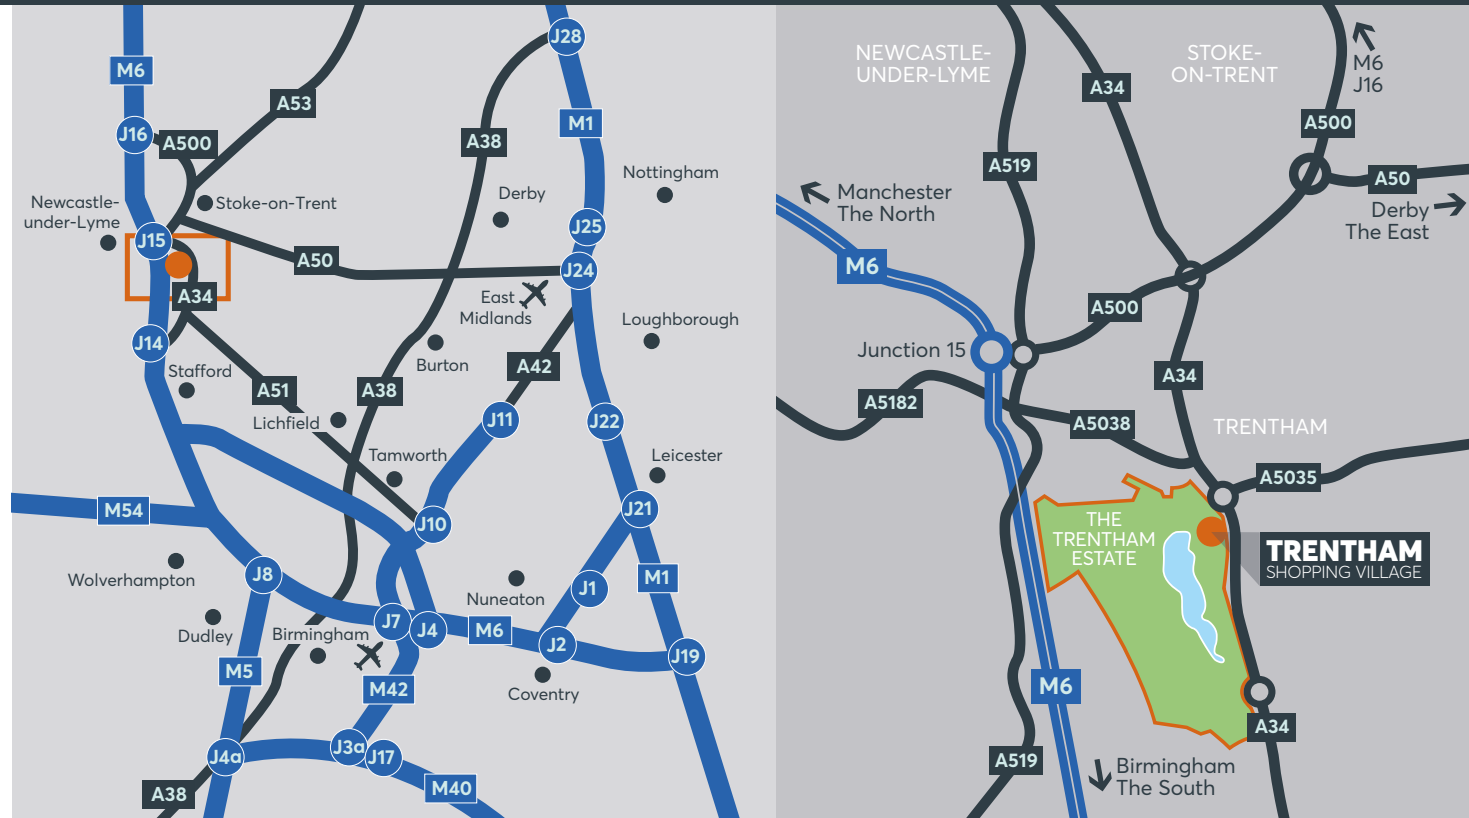 M6
J16
A500
A53
Newcastle-
under-Lyme
Stoke-on-Trent
J15
A50
A34
J14
Stafford
A51
Lichfield
A38
J28
M1
A38
Derby
Nottingham
J25
J24
East
Midlands
Loughborough
Burton
A42
J11
J22
Tamworth
Leicester
M54
J10
J21
Wolverhampton
J8
Nuneaton
J1
M1
Dudley
Birmingham
J7
J4
M6
J2
J19
M5
M42
Coventry
J4a
J3a
J17
A38
M40
NEWCASTLE-
UNDER-LYME
STOKE-
ON-TRENT
M6
J16
A34
A500
A519
A50
Manchester
The North
Derby
The East
M6
A500
Junction 15
A34
A5182
A5038
TRENTHAM
A5035
THE
TRENTHAM
ESTATE
TRENTHAM
SHOPPING VILLAGE
M6
A34
A519
Birmingham
The South